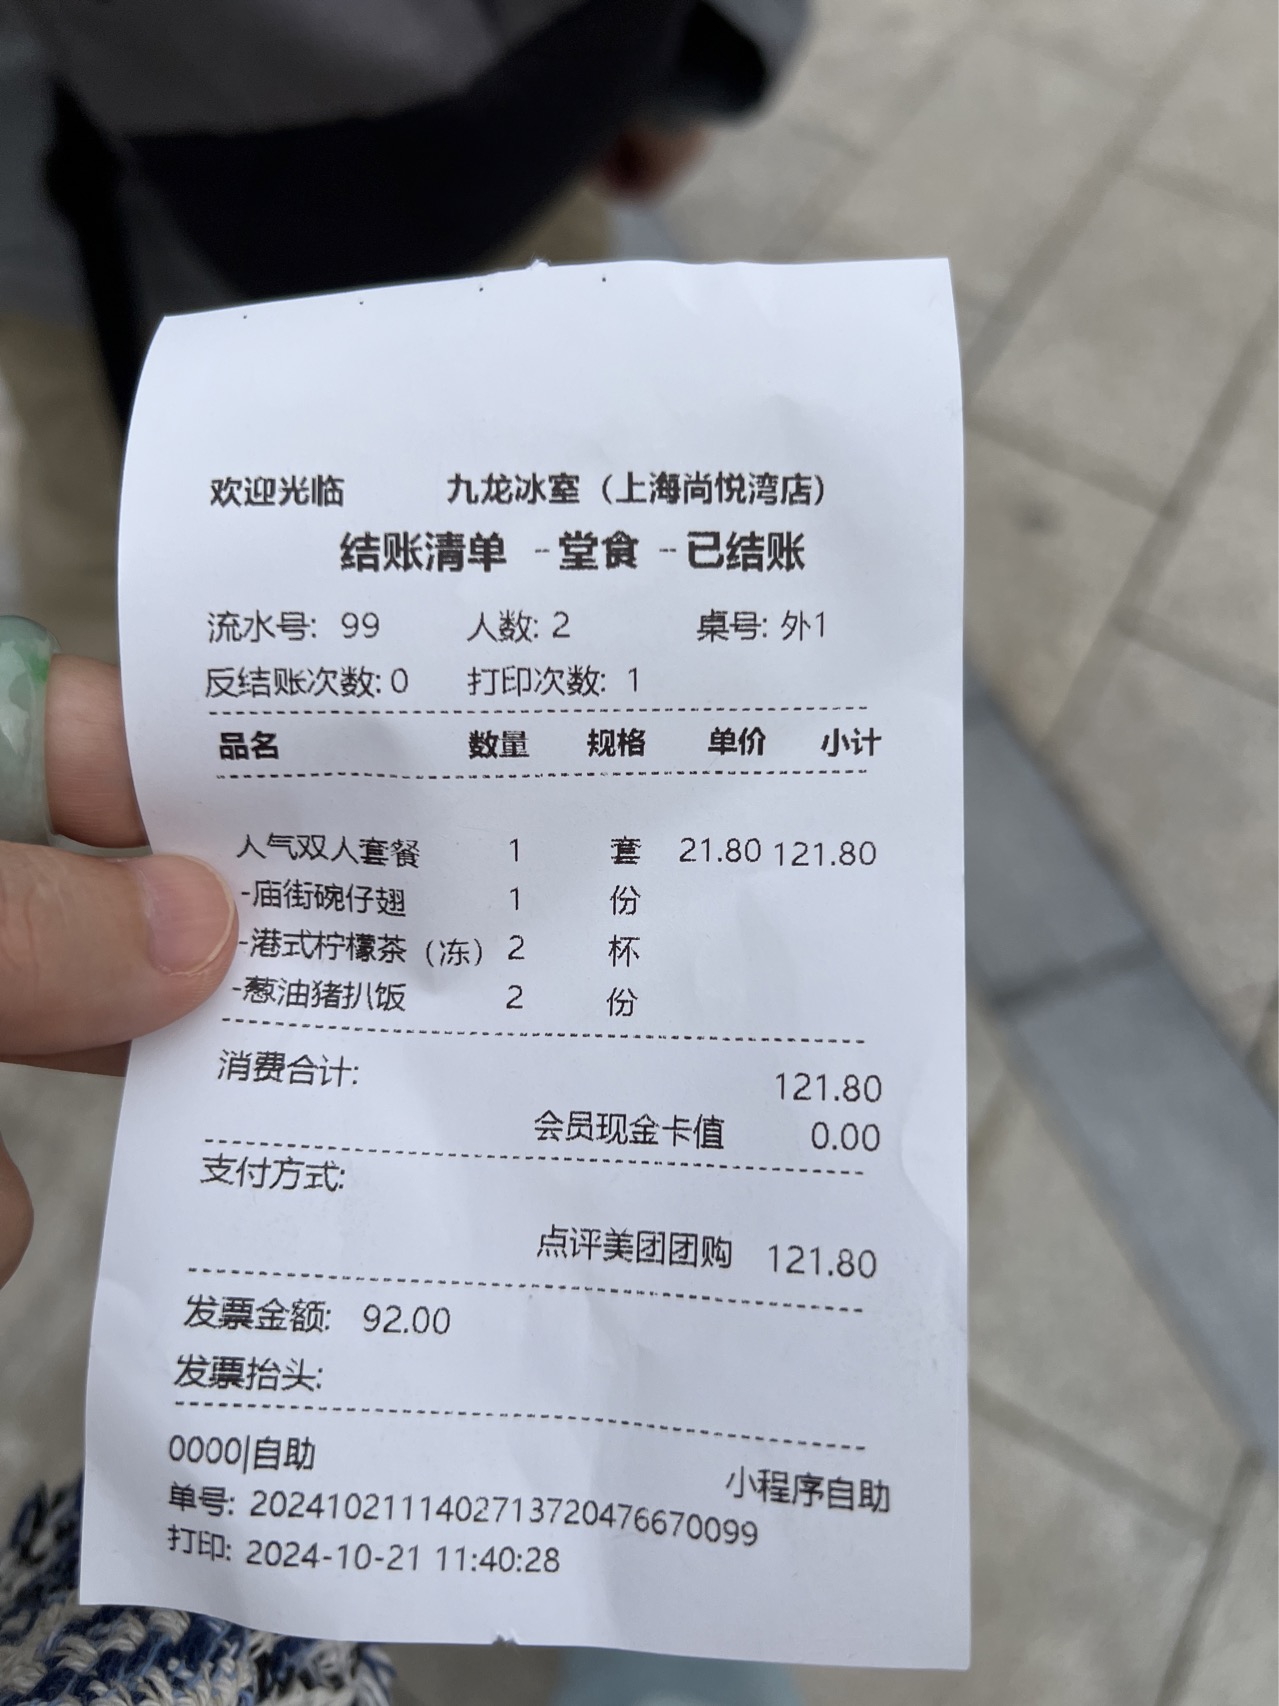 欢迎光临 九龙冰室（上海尚悦湾店）
结账清单 -堂食 -已结账
流水号: 99 人数: 2 桌号: 外1
反结账次数: 0 打印次数: 1
品名 数量 规格 单价 小计
人气双人套餐 1 套 21.80 121.80
-庙街碗仔翅 1 份
-港式柠檬茶（冻） 2 杯
-葱油猪扒饭 2 份
消费合计: 121.80
会员现金卡值 0.00
支付方式:
点评美团团购 121.80
发票金额: 92.00
发票抬头:
0000|自助 小程序自助
单号: 2024102111402713720476670099
打印: 2024-10-21 11:40:28